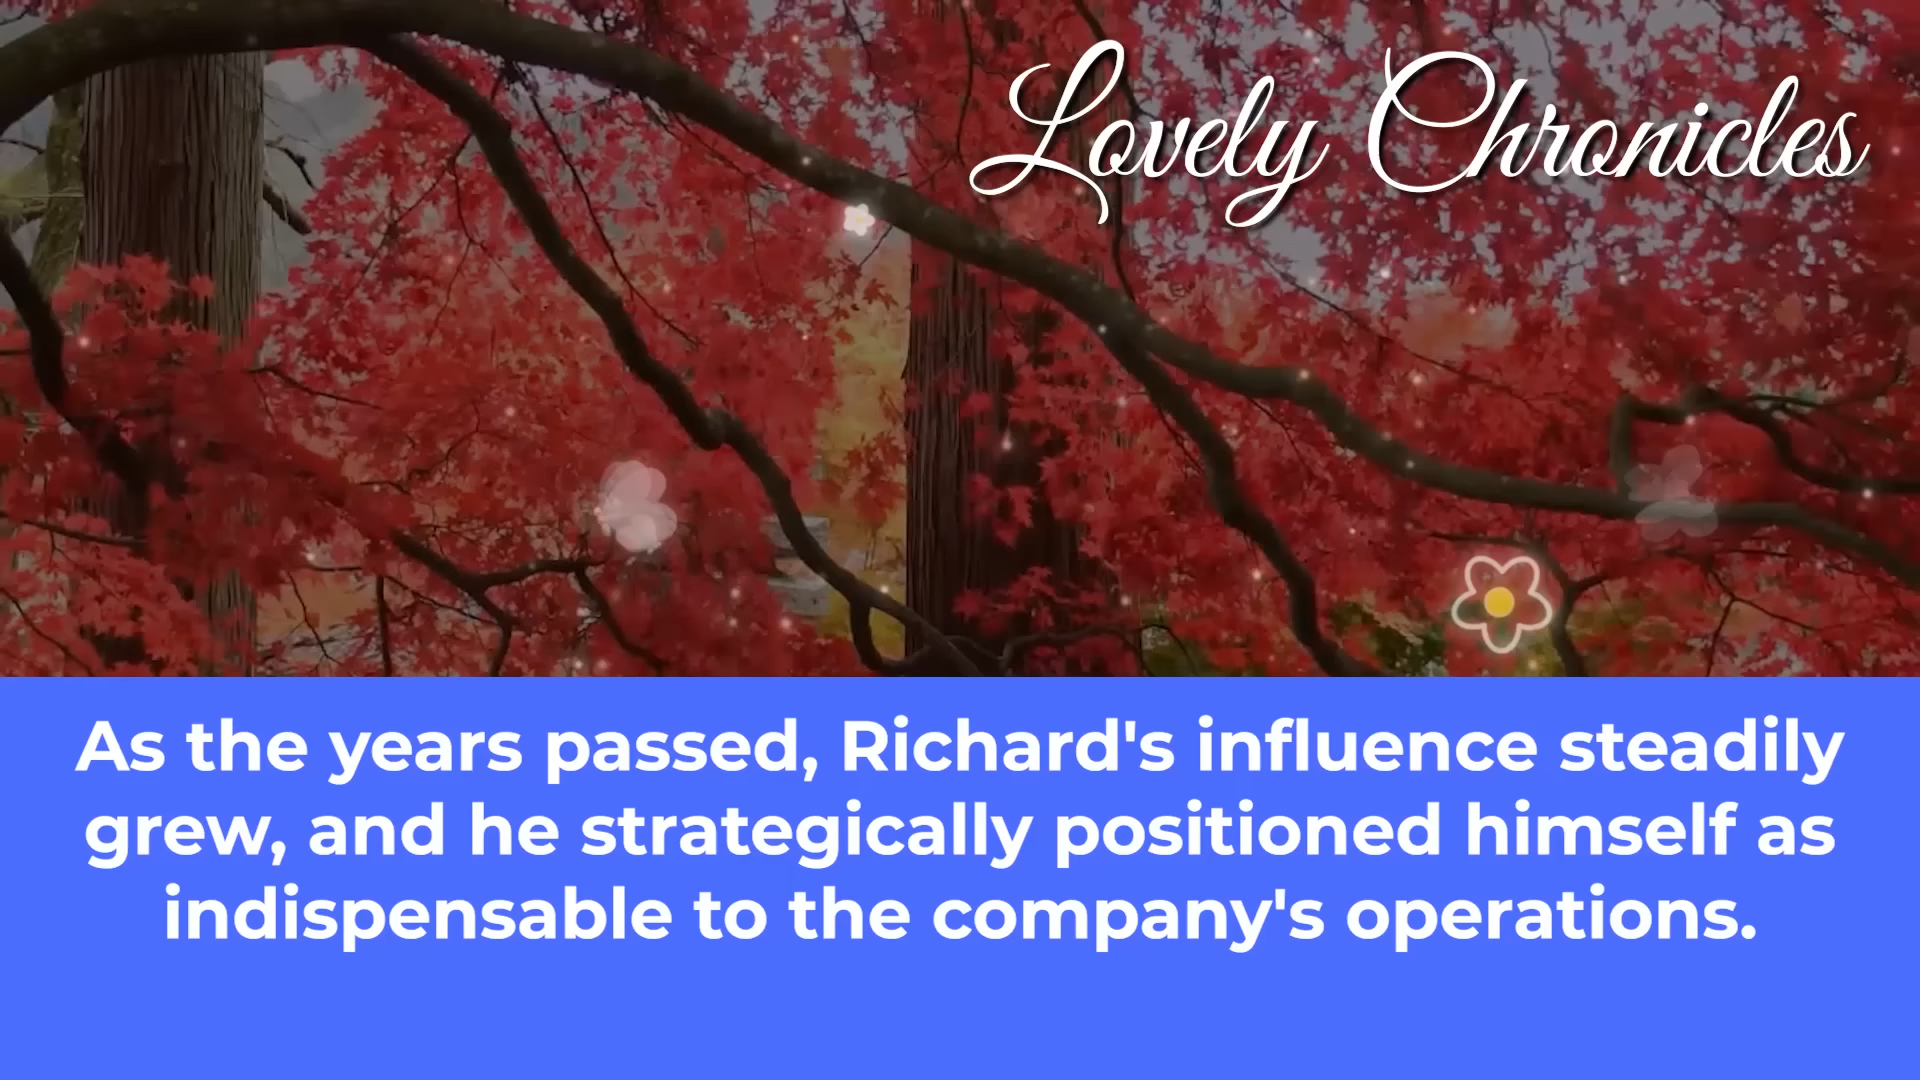 Lovely Chronicles
As the years passed, Richard's influence steadily
grew, and he strategically positioned himself as
indispensable to the company's operations.